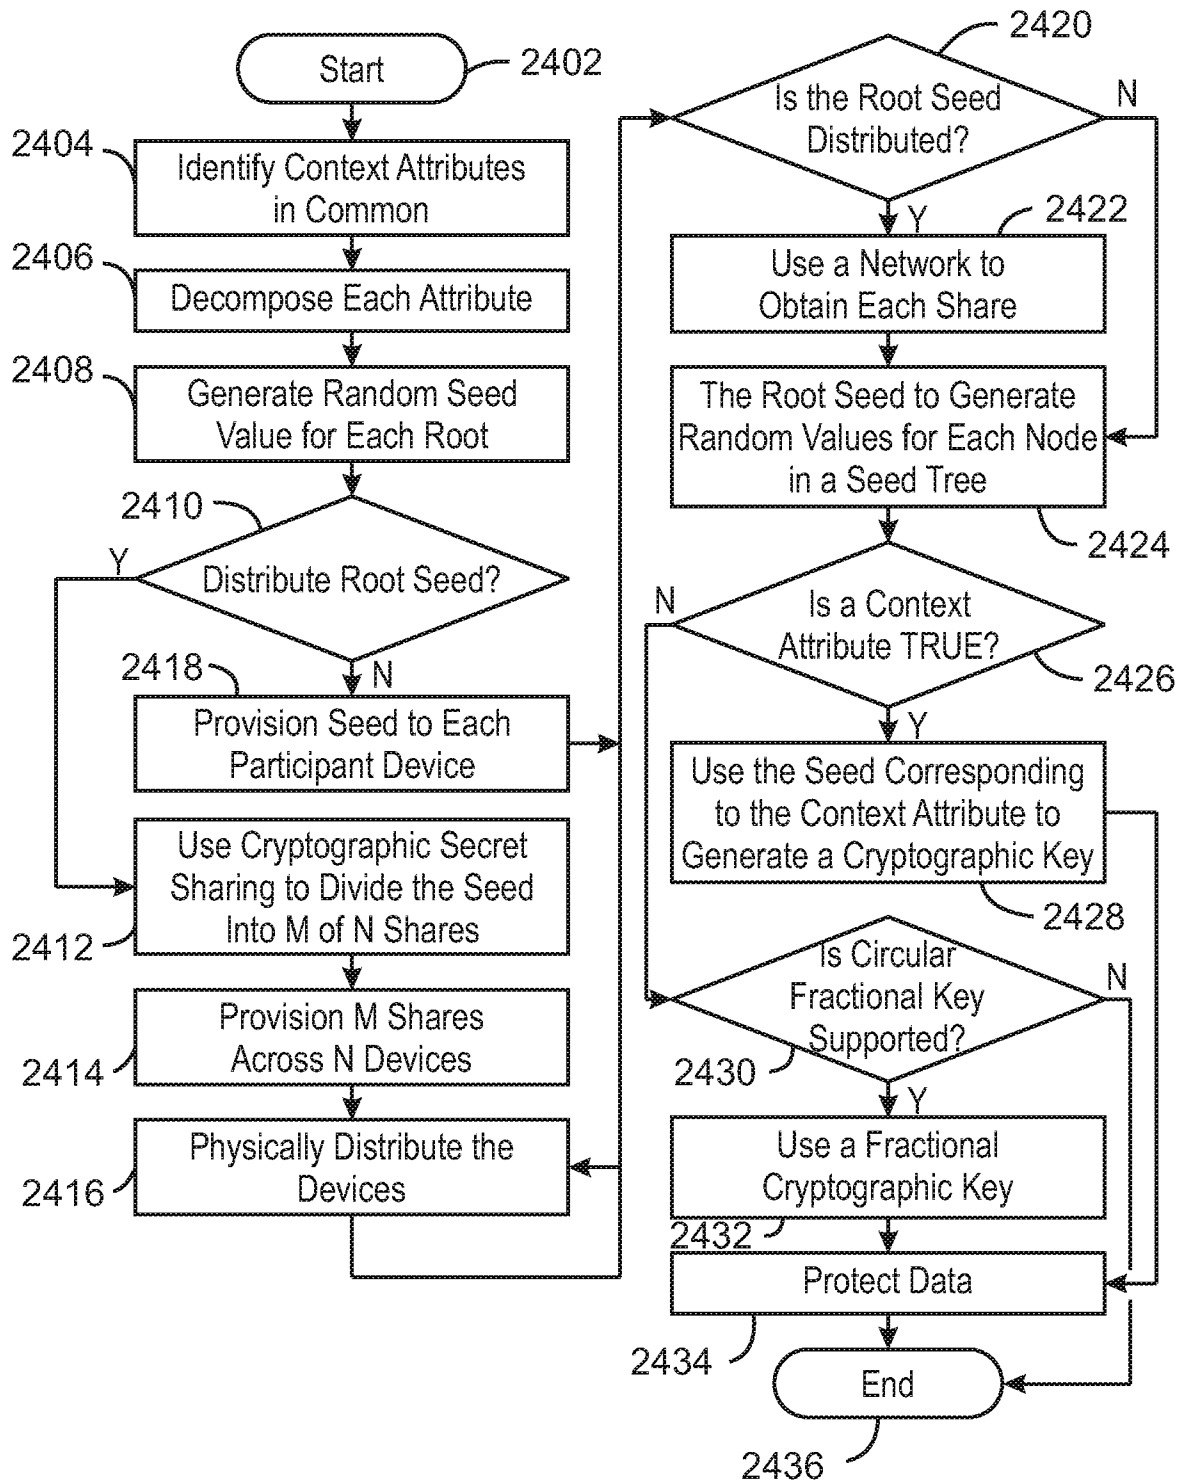 Start
2402
2404
Identify Context Attributes
in Common
2406
Decompose Each Attribute
2408
Generate Random Seed
Value for Each Root
2410
Y
Distribute Root Seed?
N
2418
Provision Seed to Each
Participant Device
Use Cryptographic Secret
Sharing to Divide the Seed
Into M of N Shares
2412
Provision M Shares
Across N Devices
2414
Physically Distribute the
Devices
2416
2420
Is the Root Seed
Distributed?
N
Y
2422
Use a Network to
Obtain Each Share
The Root Seed to Generate
Random Values for Each Node
in a Seed Tree
2424
N
Is a Context
Attribute TRUE?
2426
Y
Use the Seed Corresponding
to the Context Attribute to
Generate a Cryptographic Key
2428
Is Circular
Fractional Key
Supported?
N
2430
Y
Use a Fractional
Cryptographic Key
2432
Protect Data
2434
End
2436